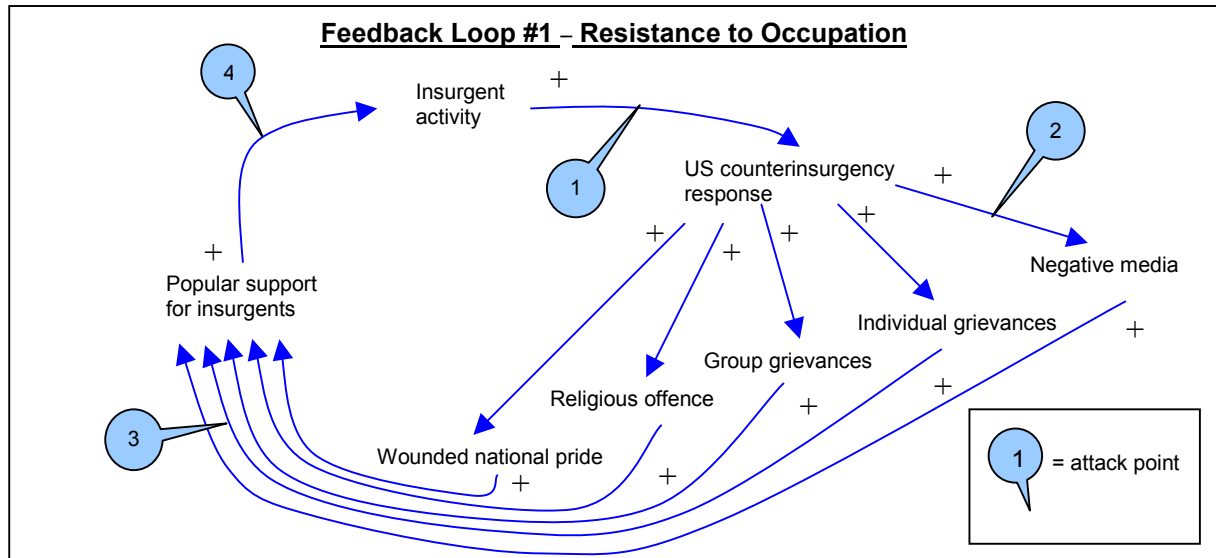 Feedback Loop #1 – Resistance to Occupation
4
+
Insurgent
activity
1
2
US counterinsurgency
response
+
+
+
+
+
+
Negative media
Popular support
for insurgents
Individual grievances
+
Group grievances
+
Religious offence
+
3
Wounded national pride
+
+
1
= attack point